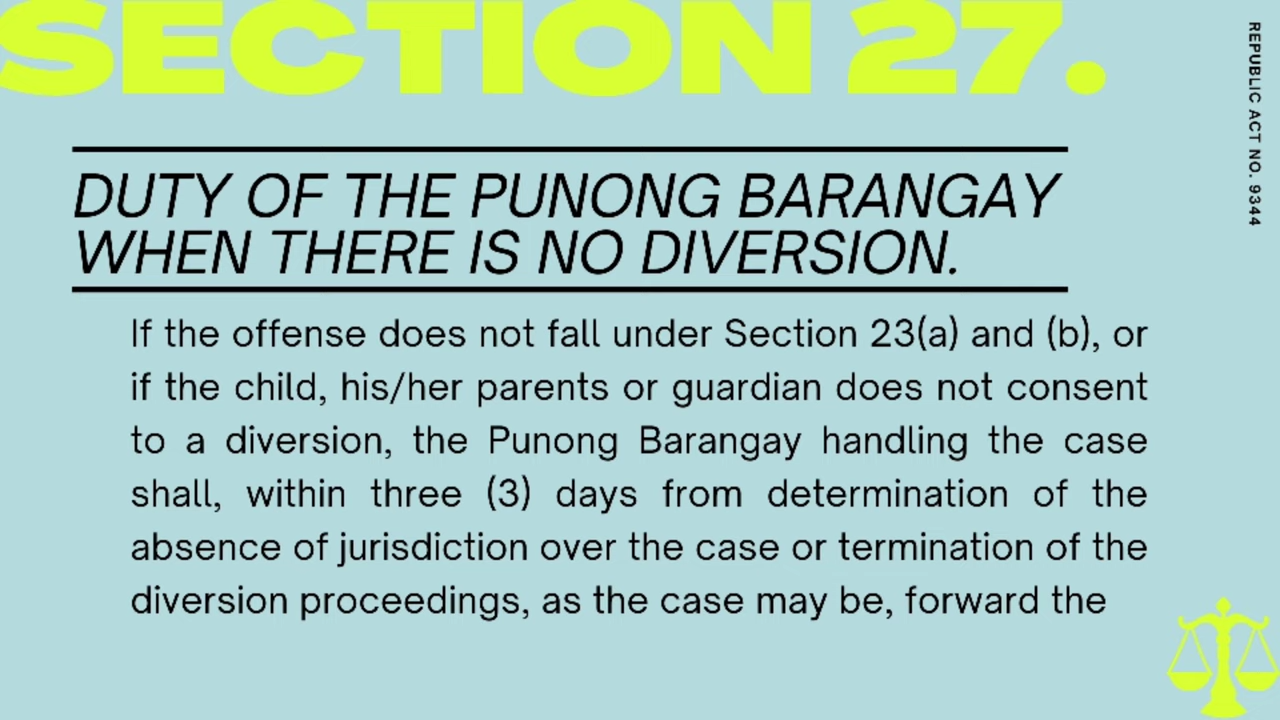 SECTION 27.
REPUBLIC ACT NO. 9344
DUTY OF THE PUNONG BARANGAY
WHEN THERE IS NO DIVERSION.
If the offense does not fall under Section 23(a) and (b), or
if the child, his/her parents or guardian does not consent
to a diversion, the Punong Barangay handling the case
shall, within three (3) days from determination of the
absence of jurisdiction over the case or termination of the
diversion proceedings, as the case may be, forward the